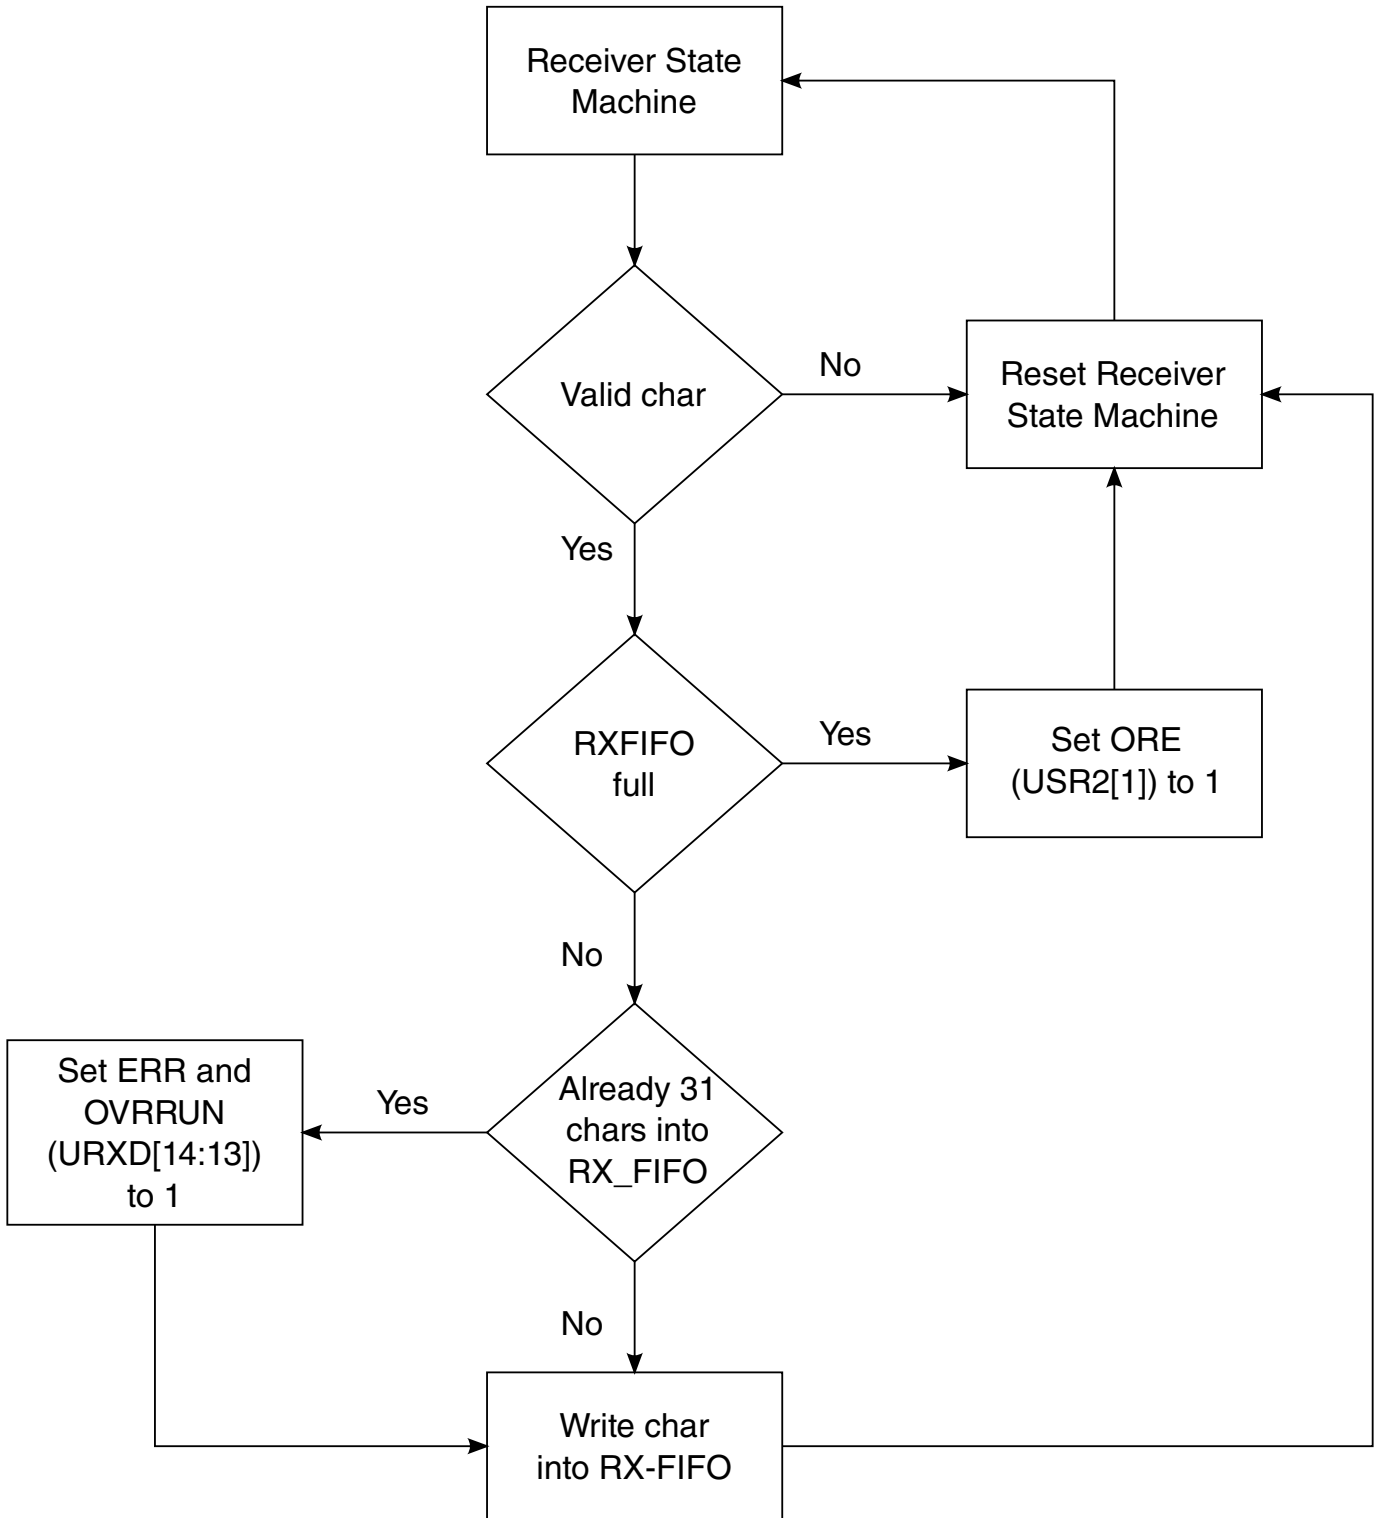 Receiver State
Machine
Valid char
No
Reset Receiver
State Machine
Yes
RXFIFO
full
Yes
Set ORE
(USR2[1]) to 1
No
Set ERR and
OVRRUN
(URXD[14:13])
to 1
Yes
Already 31
chars into
RX_FIFO
No
Write char
into RX-FIFO